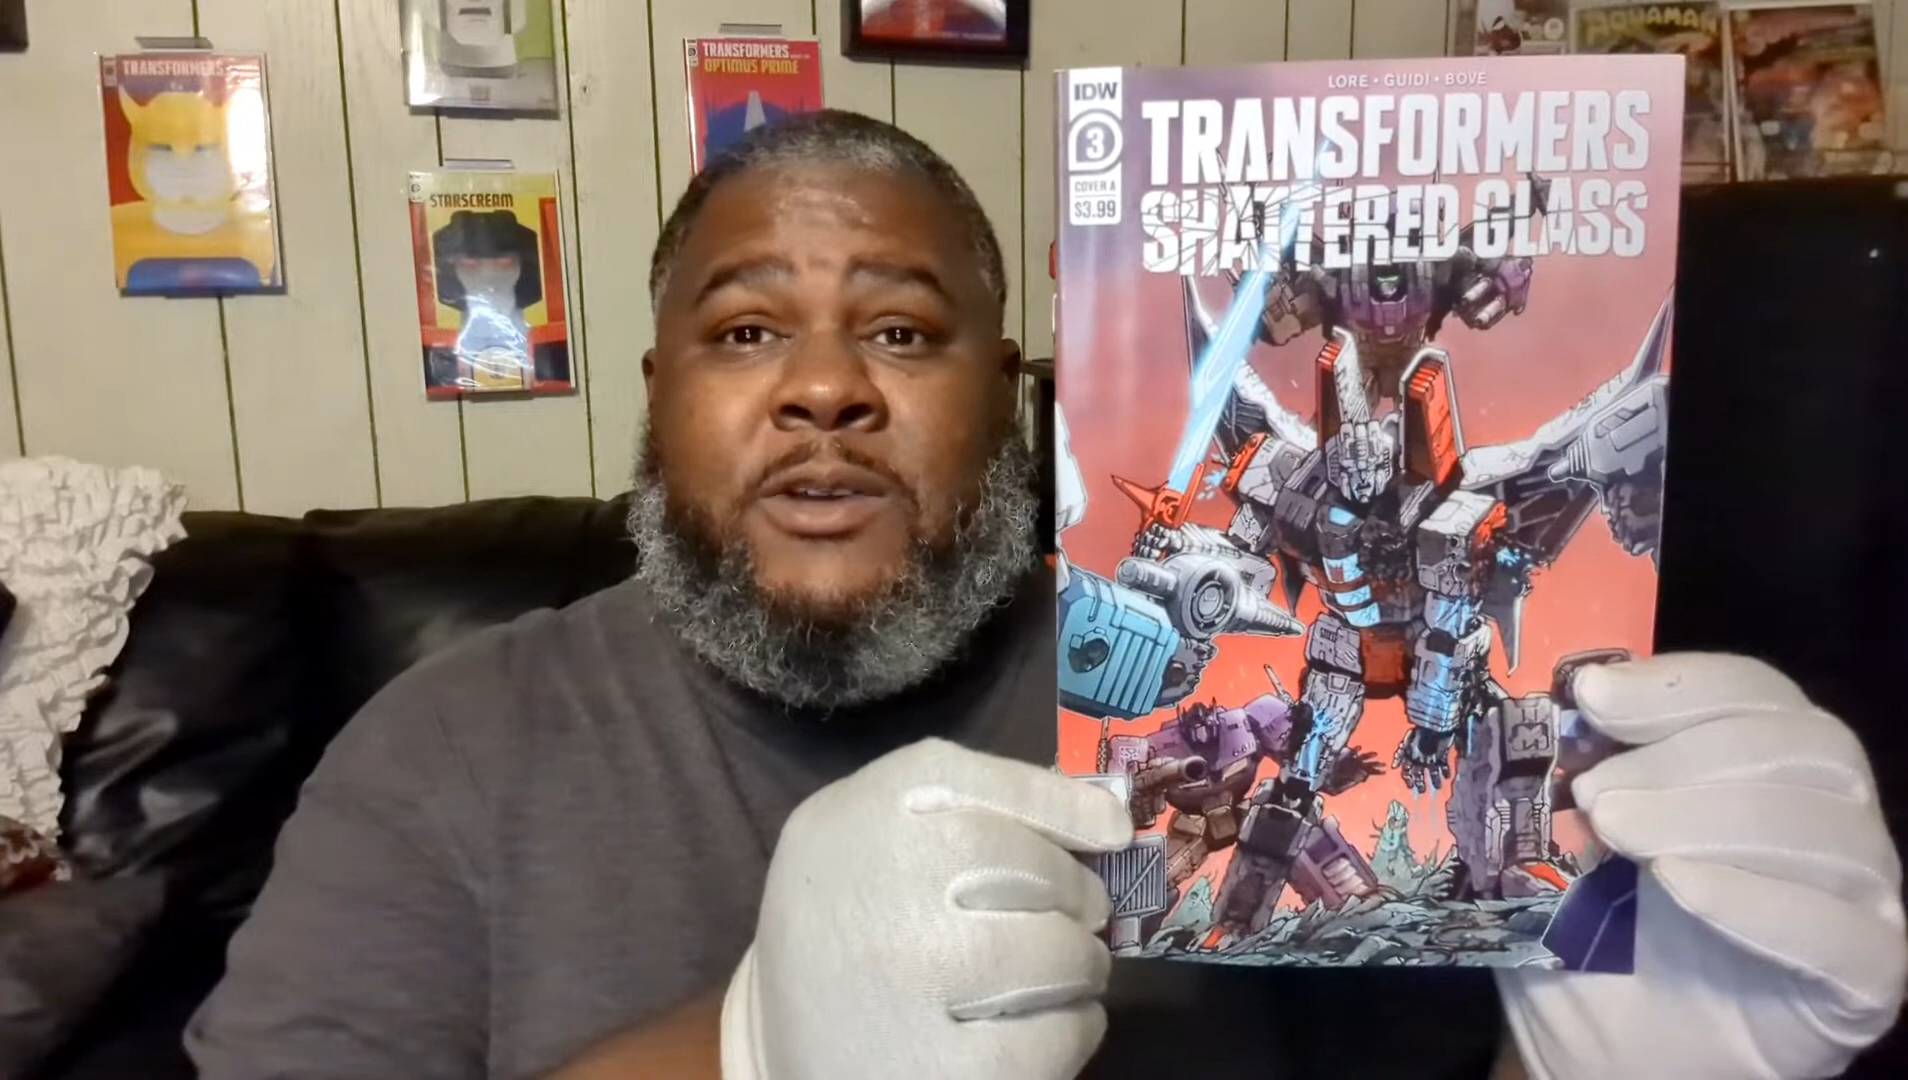 TRANSFORMERS
STARSCREAM
TRANSFORMERS
OPTIMUS PRIME
AQUAMAN
IDW
3
COVER A
$3.99
LORE • GUIDI • BOVE
TRANSFORMERS
SHATTERED GLASS